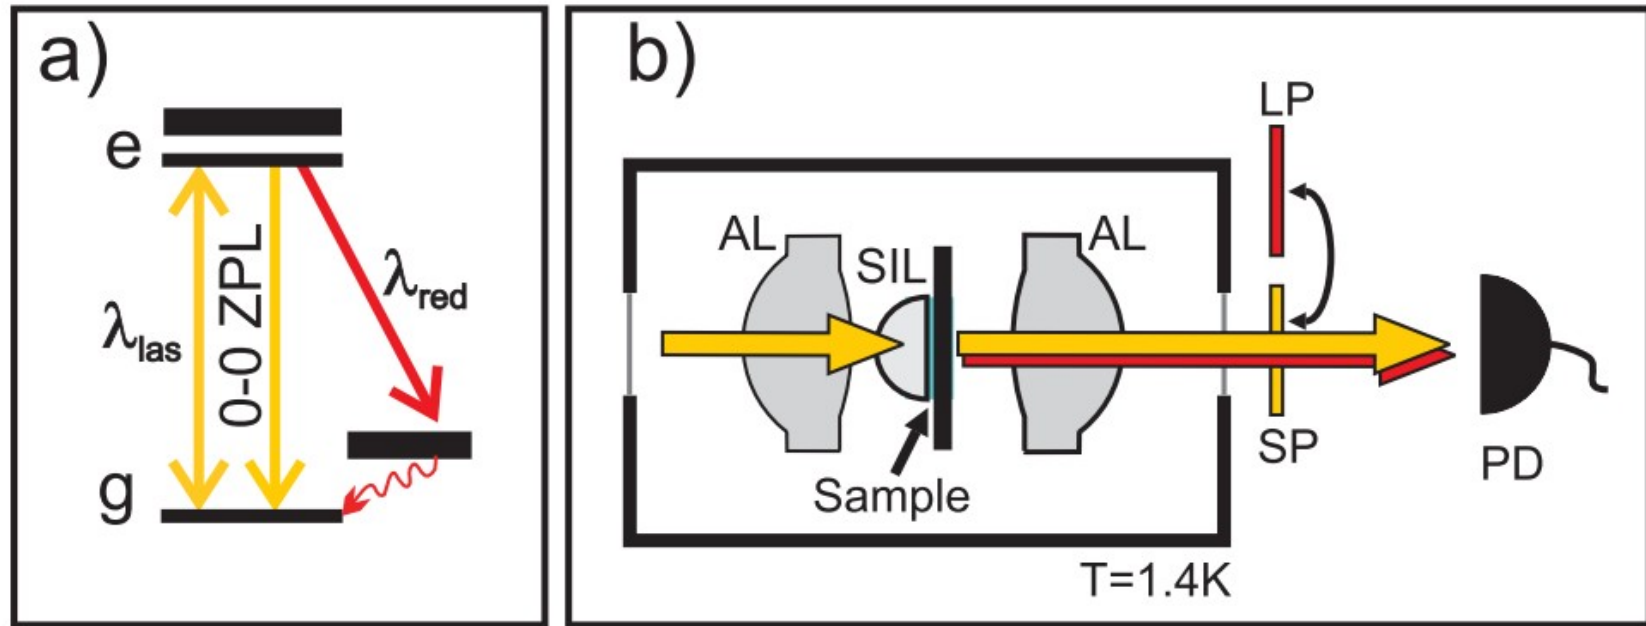 a)
e
λlas
0-0 ZPL
λred
g
b)
LP
AL
SIL
AL
Sample
SP
PD
T=1.4K